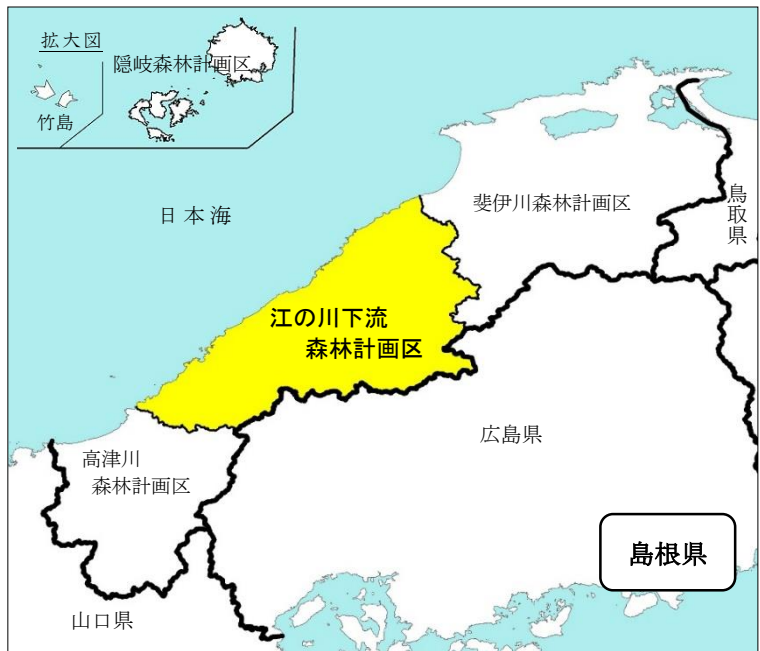 拡大図
隠岐森林計画区
竹島
日本海
斐伊川森林計画区
鳥取県
江の川下流
森林計画区
高津川
森林計画区
広島県
島根県
山口県